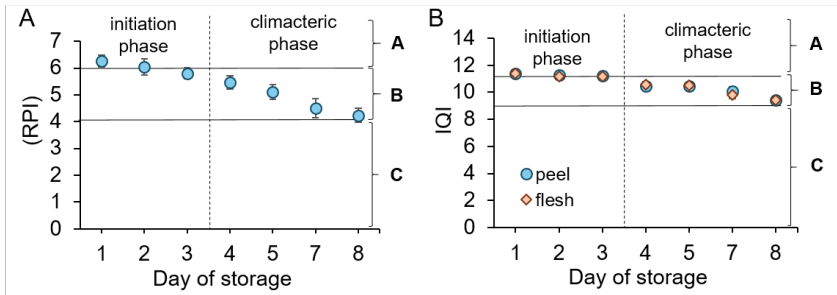 A
initiation
phase
climacteric
phase
7
6
5
4
3
2
1
0
(RPI)
1 2 3 4 5 7 8
Day of storage
A
B
C
B
initiation
phase
climacteric
phase
14
12
10
8
6
4
2
0
IQI
peel
flesh
1 2 3 4 5 7 8
Day of storage
A
B
C